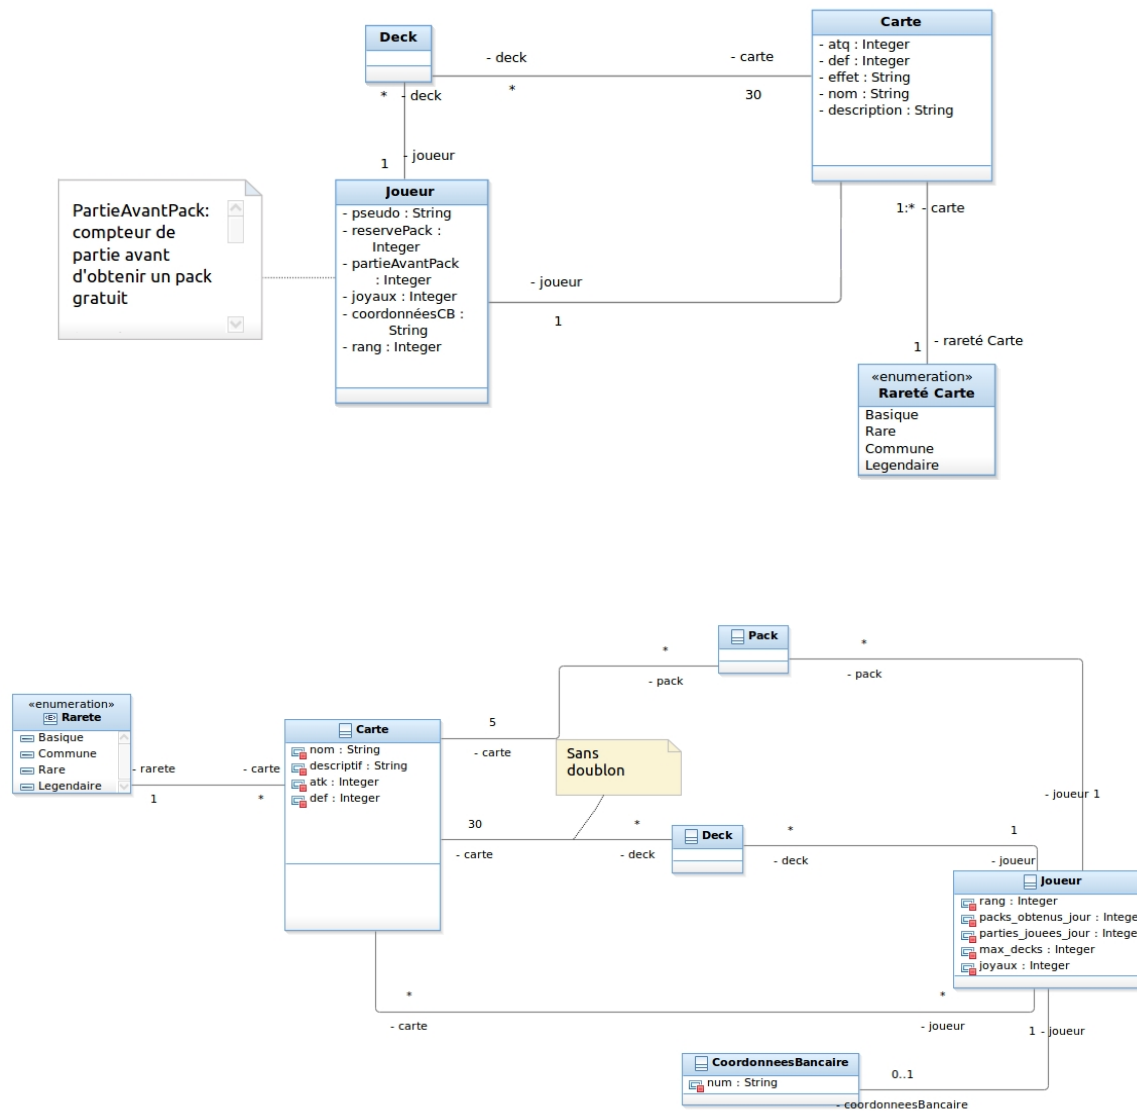 Deck
- deck
*
- carte
30
Carte
- atq : Integer
- def : Integer
- effet : String
- nom : String
- description : String
* - deck
1 - joueur
Joueur
- pseudo : String
- reservePack :
Integer
- partieAvantPack
: Integer
- joyaux : Integer
- coordonnéesCB :
String
- rang : Integer
PartieAvantPack:
compteur de
partie avant
d'obtenir un pack
gratuit
- joueur
1
1:* - carte
1 - rareté Carte
«enumeration»
Rareté Carte
Basique
Rare
Commune
Legendaire
Pack
*
- pack
*
- pack
«enumeration»
Rarete
Basique
Commune
Rare
Legendaire
- rarete
1
- carte
*
Carte
nom : String
descriptif : String
atk : Integer
def : Integer
5
- carte
Sans
doublon
30
- carte
*
- deck
Deck
*
- deck
1
- joueur
- joueur 1
Joueur
rang : Integer
packs_obtenus_jour : Intege
parties_jouees_jour : Intege
max_decks : Integer
joyaux : Integer
*
- carte
*
- joueur
1 - joueur
CoordonneesBancaire
num : String
0..1
- coordonneesBancaire